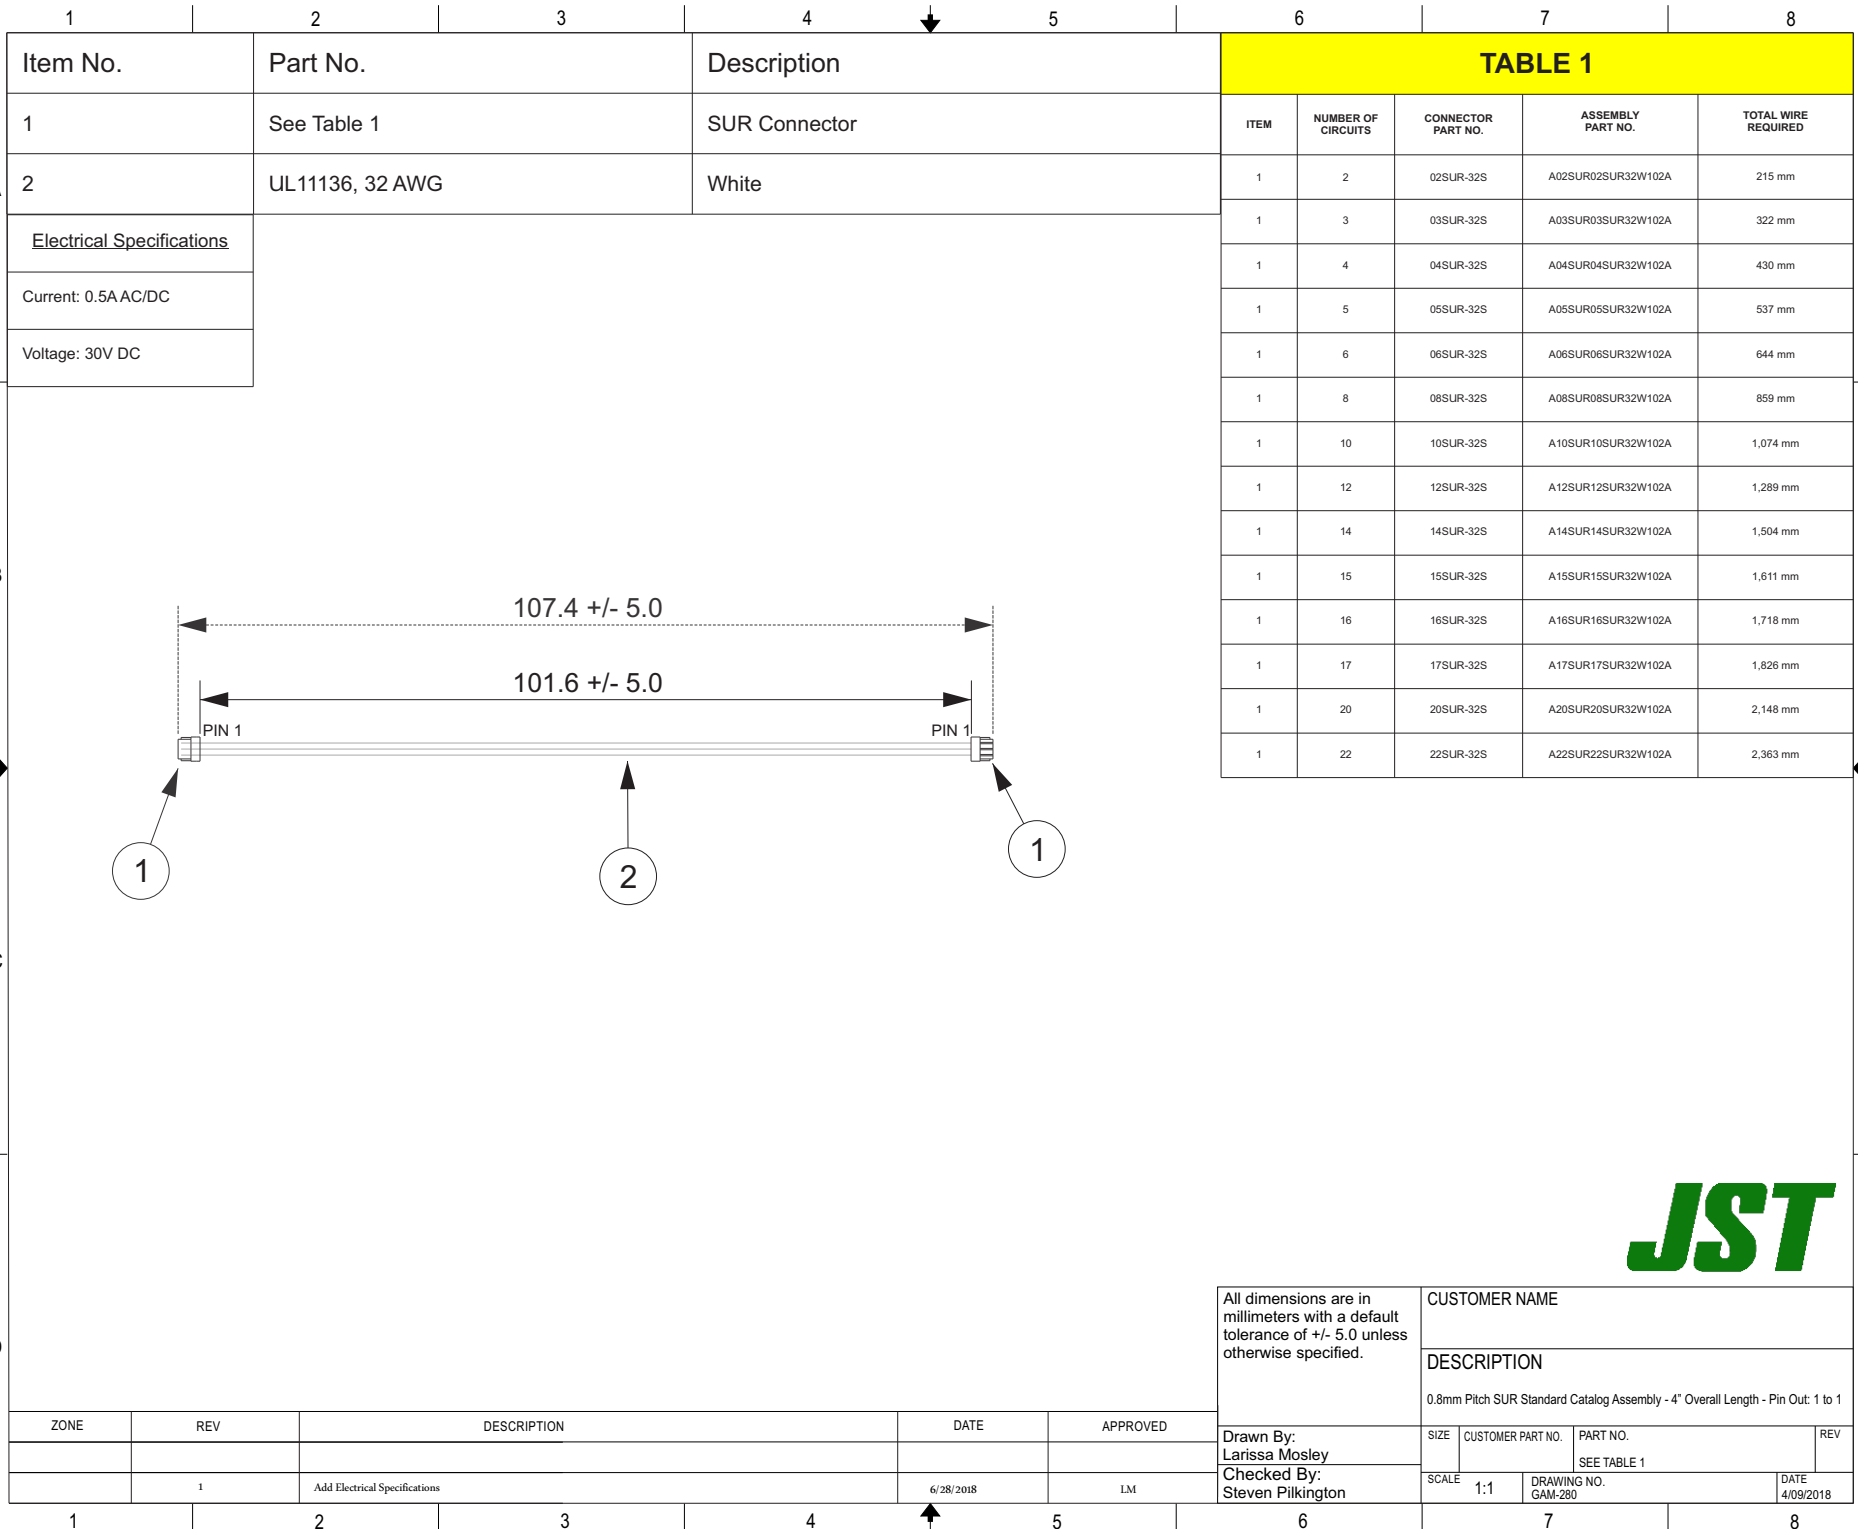 1 2 3 4 5 6 7 8
Item No. Part No. Description
1 See Table 1 SUR Connector
2 UL11136, 32 AWG White
Electrical Specifications
Current: 0.5A AC/DC
Voltage: 30V DC
TABLE 1
ITEM NUMBER OF CIRCUITS CONNECTOR PART NO. ASSEMBLY PART NO. TOTAL WIRE REQUIRED
1 2 02SUR-32S A02SUR02SUR32W102A 215 mm
1 3 03SUR-32S A03SUR03SUR32W102A 322 mm
1 4 04SUR-32S A04SUR04SUR32W102A 430 mm
1 5 05SUR-32S A05SUR05SUR32W102A 537 mm
1 6 06SUR-32S A06SUR06SUR32W102A 644 mm
1 8 08SUR-32S A08SUR08SUR32W102A 859 mm
1 10 10SUR-32S A10SUR10SUR32W102A 1,074 mm
1 12 12SUR-32S A12SUR12SUR32W102A 1,289 mm
1 14 14SUR-32S A14SUR14SUR32W102A 1,504 mm
1 15 15SUR-32S A15SUR15SUR32W102A 1,611 mm
1 16 16SUR-32S A16SUR16SUR32W102A 1,718 mm
1 17 17SUR-32S A17SUR17SUR32W102A 1,826 mm
1 20 20SUR-32S A20SUR20SUR32W102A 2,148 mm
1 22 22SUR-32S A22SUR22SUR32W102A 2,363 mm
107.4 +/- 5.0
101.6 +/- 5.0
PIN 1 PIN 1
1 2 1
JST
All dimensions are in
millimeters with a default
tolerance of +/- 5.0 unless
otherwise specified.
CUSTOMER NAME
DESCRIPTION
0.8mm Pitch SUR Standard Catalog Assembly - 4" Overall Length - Pin Out: 1 to 1
ZONE REV DESCRIPTION DATE APPROVED
1 Add Electrical Specifications 6/28/2018 LM
Drawn By:
Larissa Mosley
Checked By:
Steven Pilkington
SIZE CUSTOMER PART NO. PART NO. REV
SEE TABLE 1
SCALE 1:1 DRAWING NO. DATE
GAM-280 4/09/2018
1 2 3 4 5 6 7 8